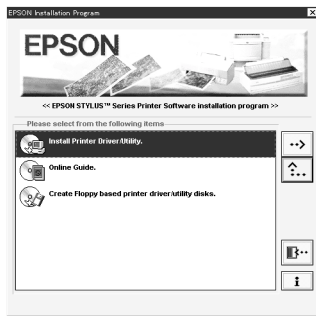 EPSON Installation Program
EPSON
<< EPSON STYLUS™ Series Printer Software installation program >>
Please select from the following items
Install Printer Driver/Utility.
Online Guide.
Create Floppy based printer driver/utility disks.